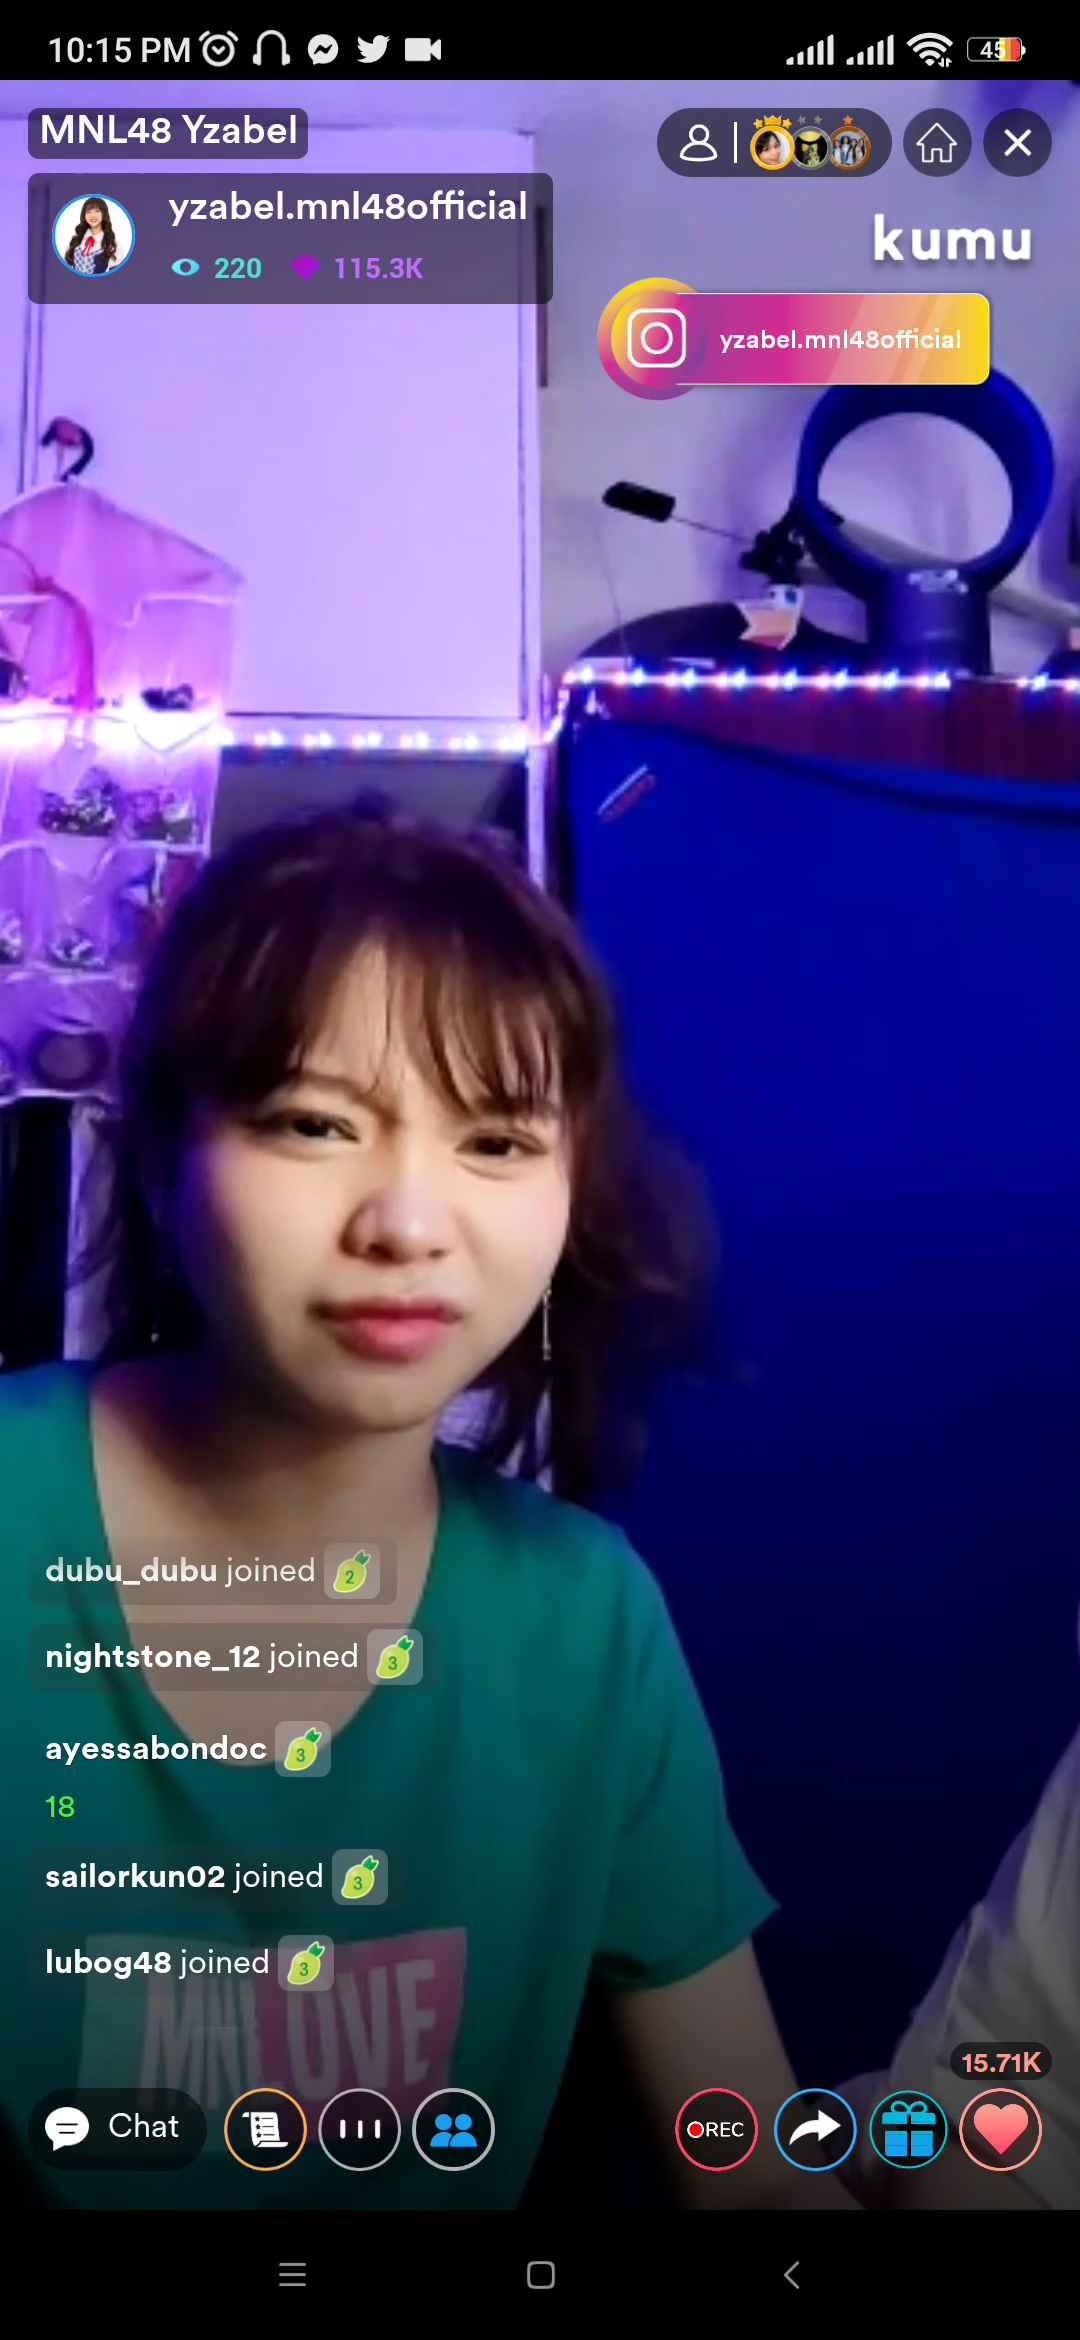 10:15 PM
45
MNL48 Yzabel
yzabel.mnl48official
220 115.3K
kumu
yzabel.mnl48official
dubu_dubu joined 2
nightstone_12 joined 3
ayessabondoc 3
18
sailorkun02 joined 3
lubog48 joined 3
MNLOVE
15.71K
Chat
REC